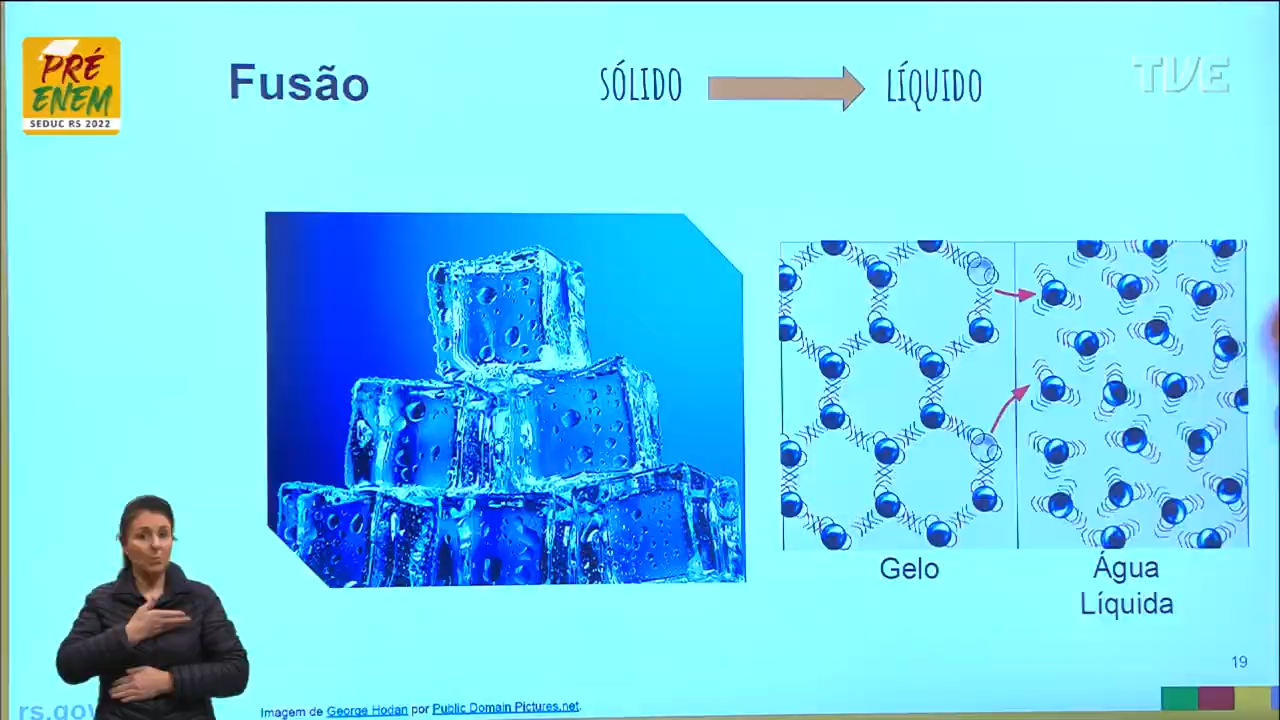 PRÉ
ENEM
SEDUC RS 2022
Fusão
SÓLIDO
LÍQUIDO
TVE
Gelo
Água
Líquida
19
rs.gov
Imagem de George Hodan por Public Domain Pictures.net.